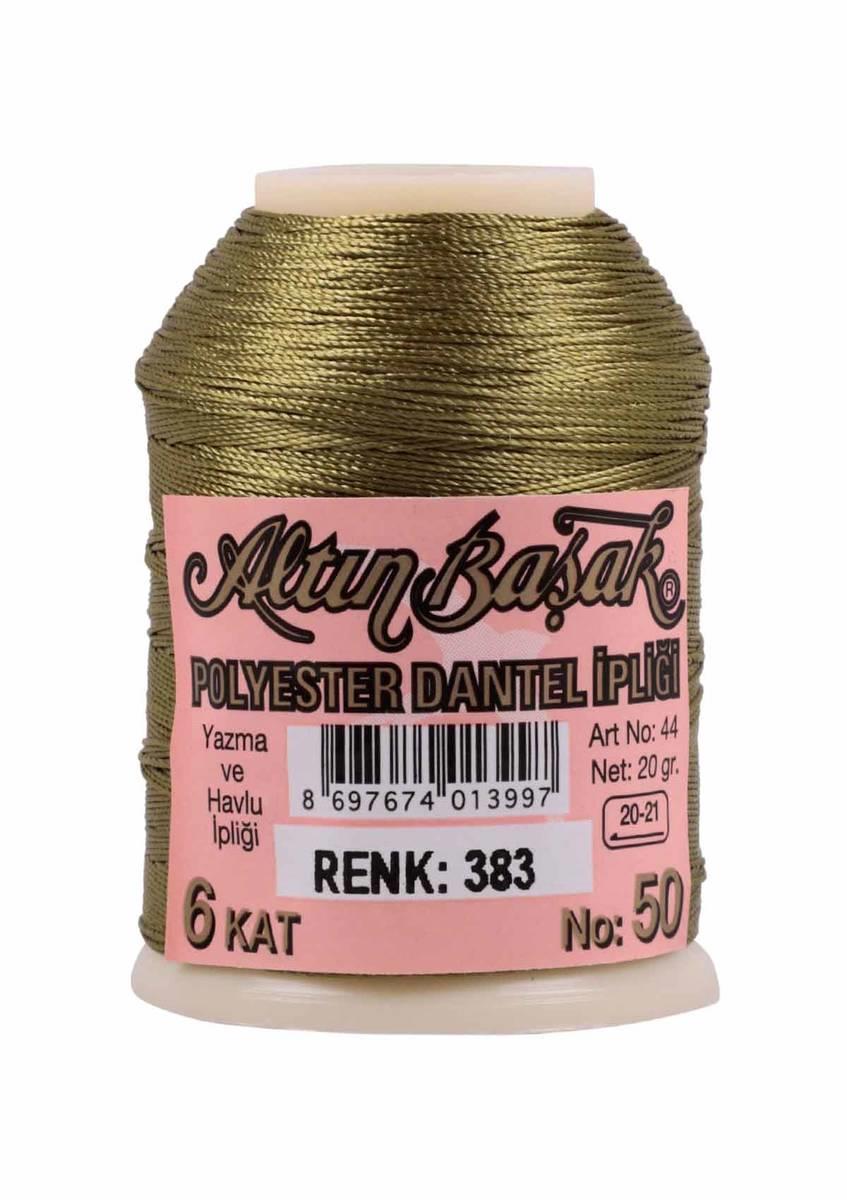 Altın Başak ®
POLYESTER DANTEL İPLİĞİ
Yazma
ve
Havlu
İpliği
8 697674 013997
Art No: 44
Net: 20 gr.
20-21
RENK: 383
6 KAT
No: 50